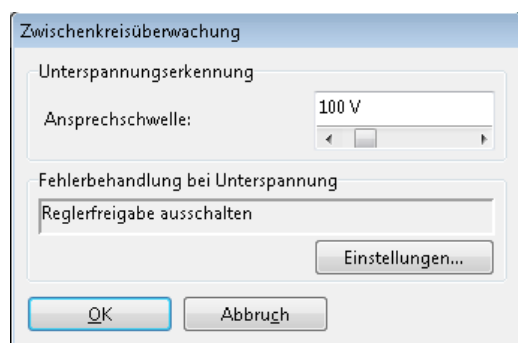 Zwischenkreisüberwachung
Unterspannungserkennung
Ansprechschwelle:
100 V
Fehlerbehandlung bei Unterspannung
Reglerfreigabe ausschalten
Einstellungen...
OK
Abbruch